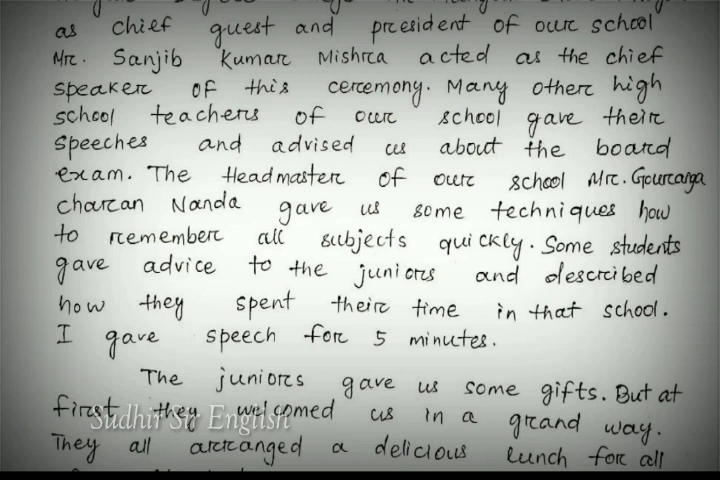 as chief guest and president of our school
Mr. Sanjib Kumar Mishra acted as the chief
speaker of this ceremony. Many other high
school teachers of our school gave their
speeches and advised us about the board
exam. The Headmaster of our school Mr. Gouranga
charan Nanda gave us some techniques how
to remember all subjects quickly. Some students
gave advice to the juniors and described
how they spent their time in that school.
I gave speech for 5 minutes.
The juniors gave us some gifts. But at
first they welcomed us in a grand way.
Sudhir Sir English
They all arranged a delicious lunch for all